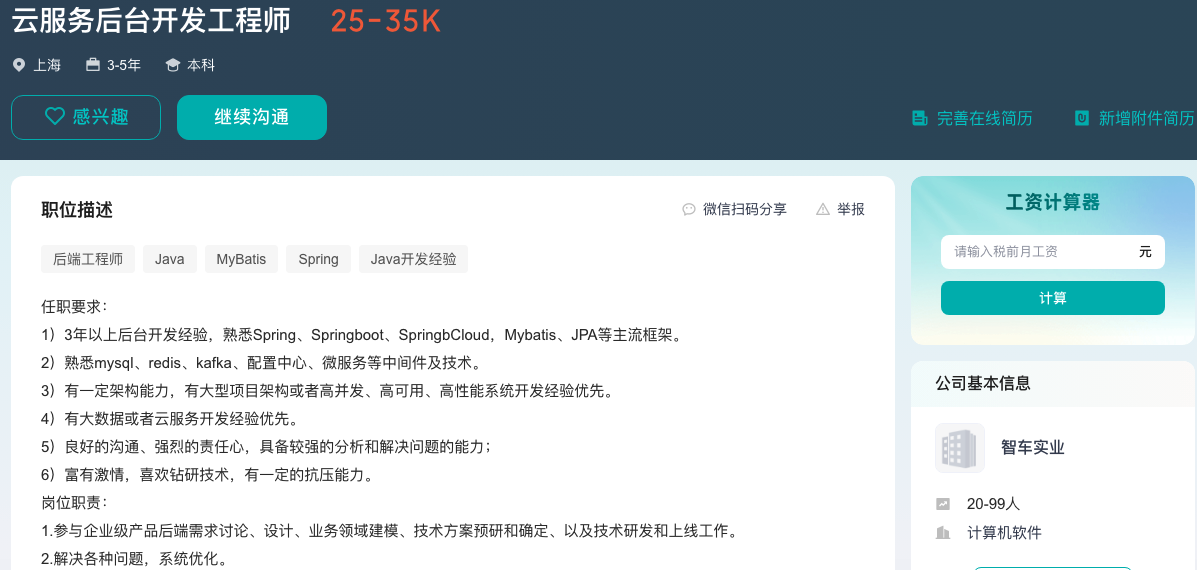 云服务后台开发工程师 25-35K
上海 3-5年 本科
感兴趣 继续沟通 完善在线简历 新增附件简历
职位描述 微信扫码分享 举报
后端工程师 Java MyBatis Spring Java开发经验
任职要求：
1）3年以上后台开发经验，熟悉Spring、Springboot、SpringbCloud，Mybatis、JPA等主流框架。
2）熟悉mysql、redis、kafka、配置中心、微服务等中间件及技术。
3）有一定架构能力，有大型项目架构或者高并发、高可用、高性能系统开发经验优先。
4）有大数据或者云服务开发经验优先。
5）良好的沟通、强烈的责任心，具备较强的分析和解决问题的能力；
6）富有激情，喜欢钻研技术，有一定的抗压能力。
岗位职责：
1.参与企业级产品后端需求讨论、设计、业务领域建模、技术方案预研和确定、以及技术研发和上线工作。
2.解决各种问题，系统优化。
工资计算器
请输入税前月工资 元
计算
公司基本信息
智车实业
20-99人
计算机软件